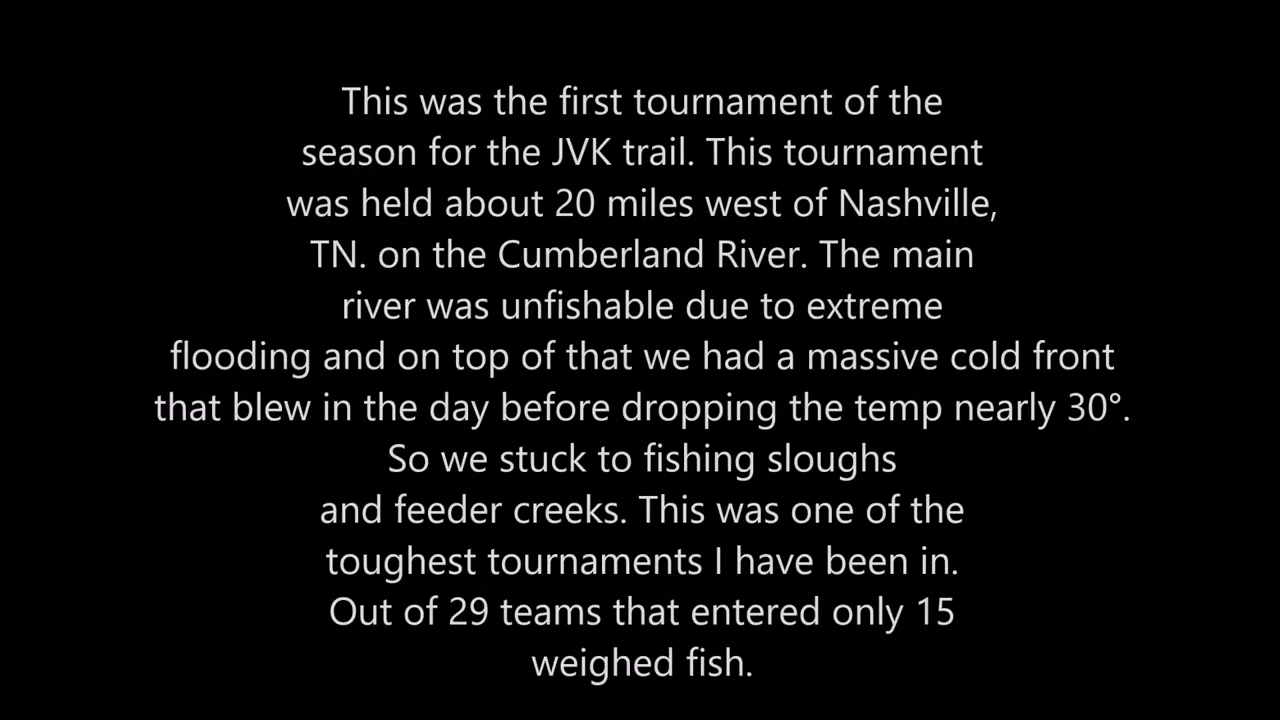 This was the first tournament of the
season for the JVK trail. This tournament
was held about 20 miles west of Nashville,
TN. on the Cumberland River. The main
river was unfishable due to extreme
flooding and on top of that we had a massive cold front
that blew in the day before dropping the temp nearly 30°.
So we stuck to fishing sloughs
and feeder creeks. This was one of the
toughest tournaments I have been in.
Out of 29 teams that entered only 15
weighed fish.